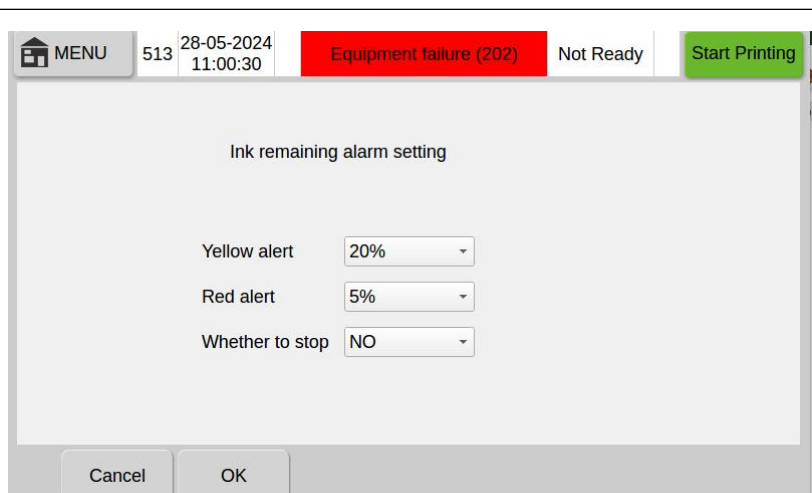 MENU
513
28-05-2024
11:00:30
Equipment failure (202)
Not Ready
Start Printing
Ink remaining alarm setting
Yellow alert 20%
Red alert 5%
Whether to stop NO
Cancel OK